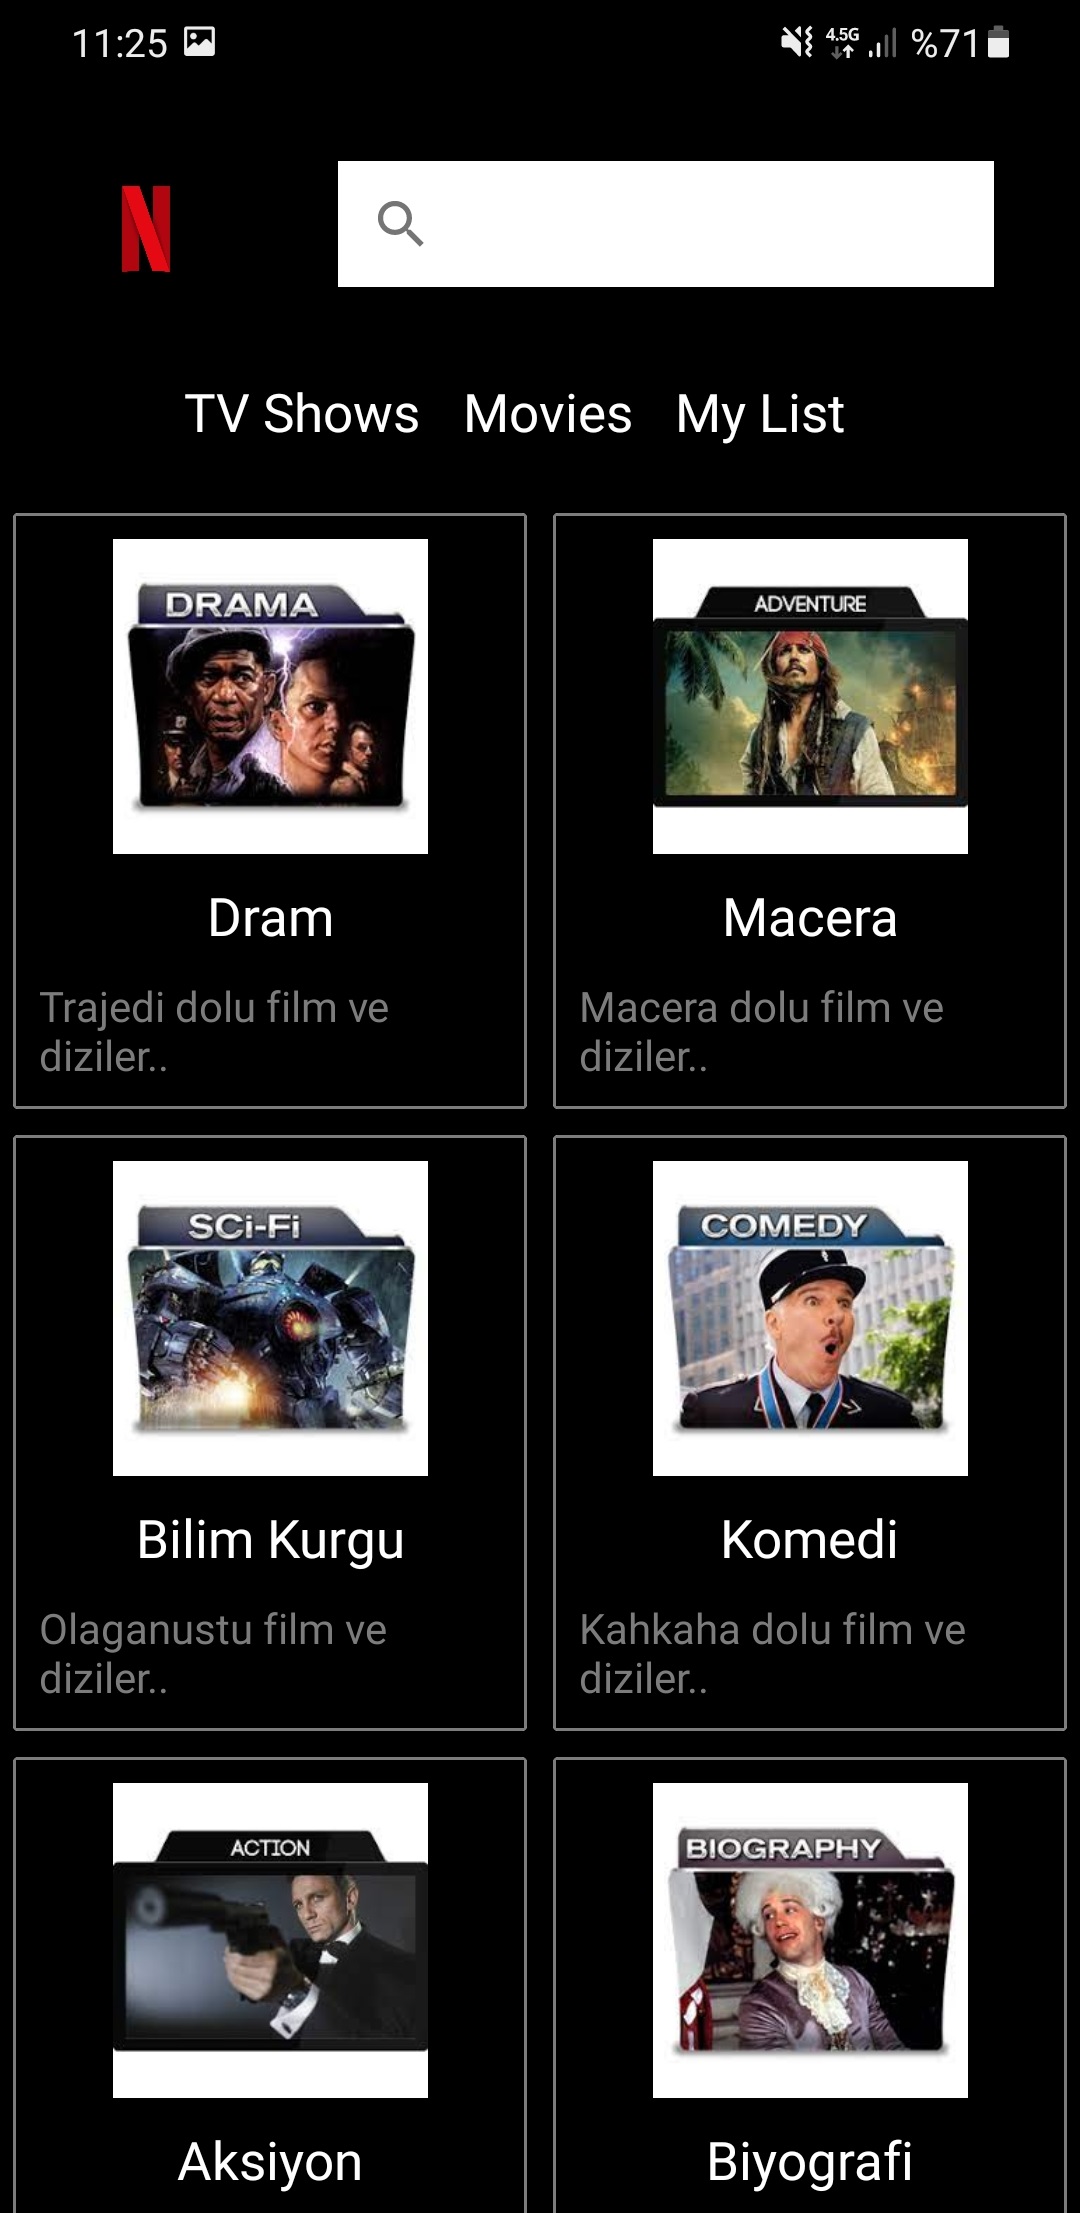 11:25
4.5G
%71
N
TV Shows Movies My List
DRAMA
ADVENTURE
Dram
Macera
Trajedi dolu film ve
diziler..
Macera dolu film ve
diziler..
SCi-Fi
COMEDY
Bilim Kurgu
Komedi
Olaganustu film ve
diziler..
Kahkaha dolu film ve
diziler..
ACTION
BIOGRAPHY
Aksiyon
Biyografi